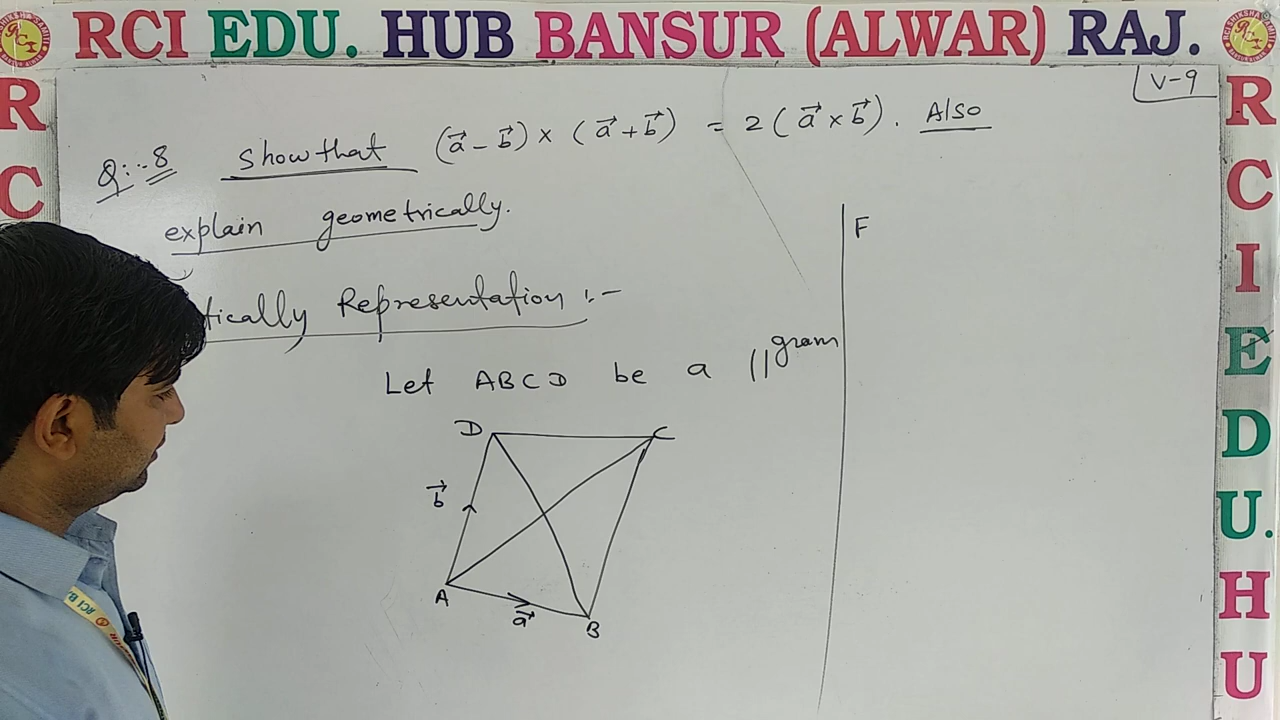 RCI EDU. HUB BANSUR (ALWAR) RAJ.
V-9
Q:-8 Show that (a⃗ - b⃗) × (a⃗ + b⃗) = 2(a⃗ × b⃗). Also
explain geometrically.
tically Representation :-
Let ABCD be a ||gram
F
D C
b⃗
A
a⃗
B
R
C
R
C
I
E
D
U.
H
U